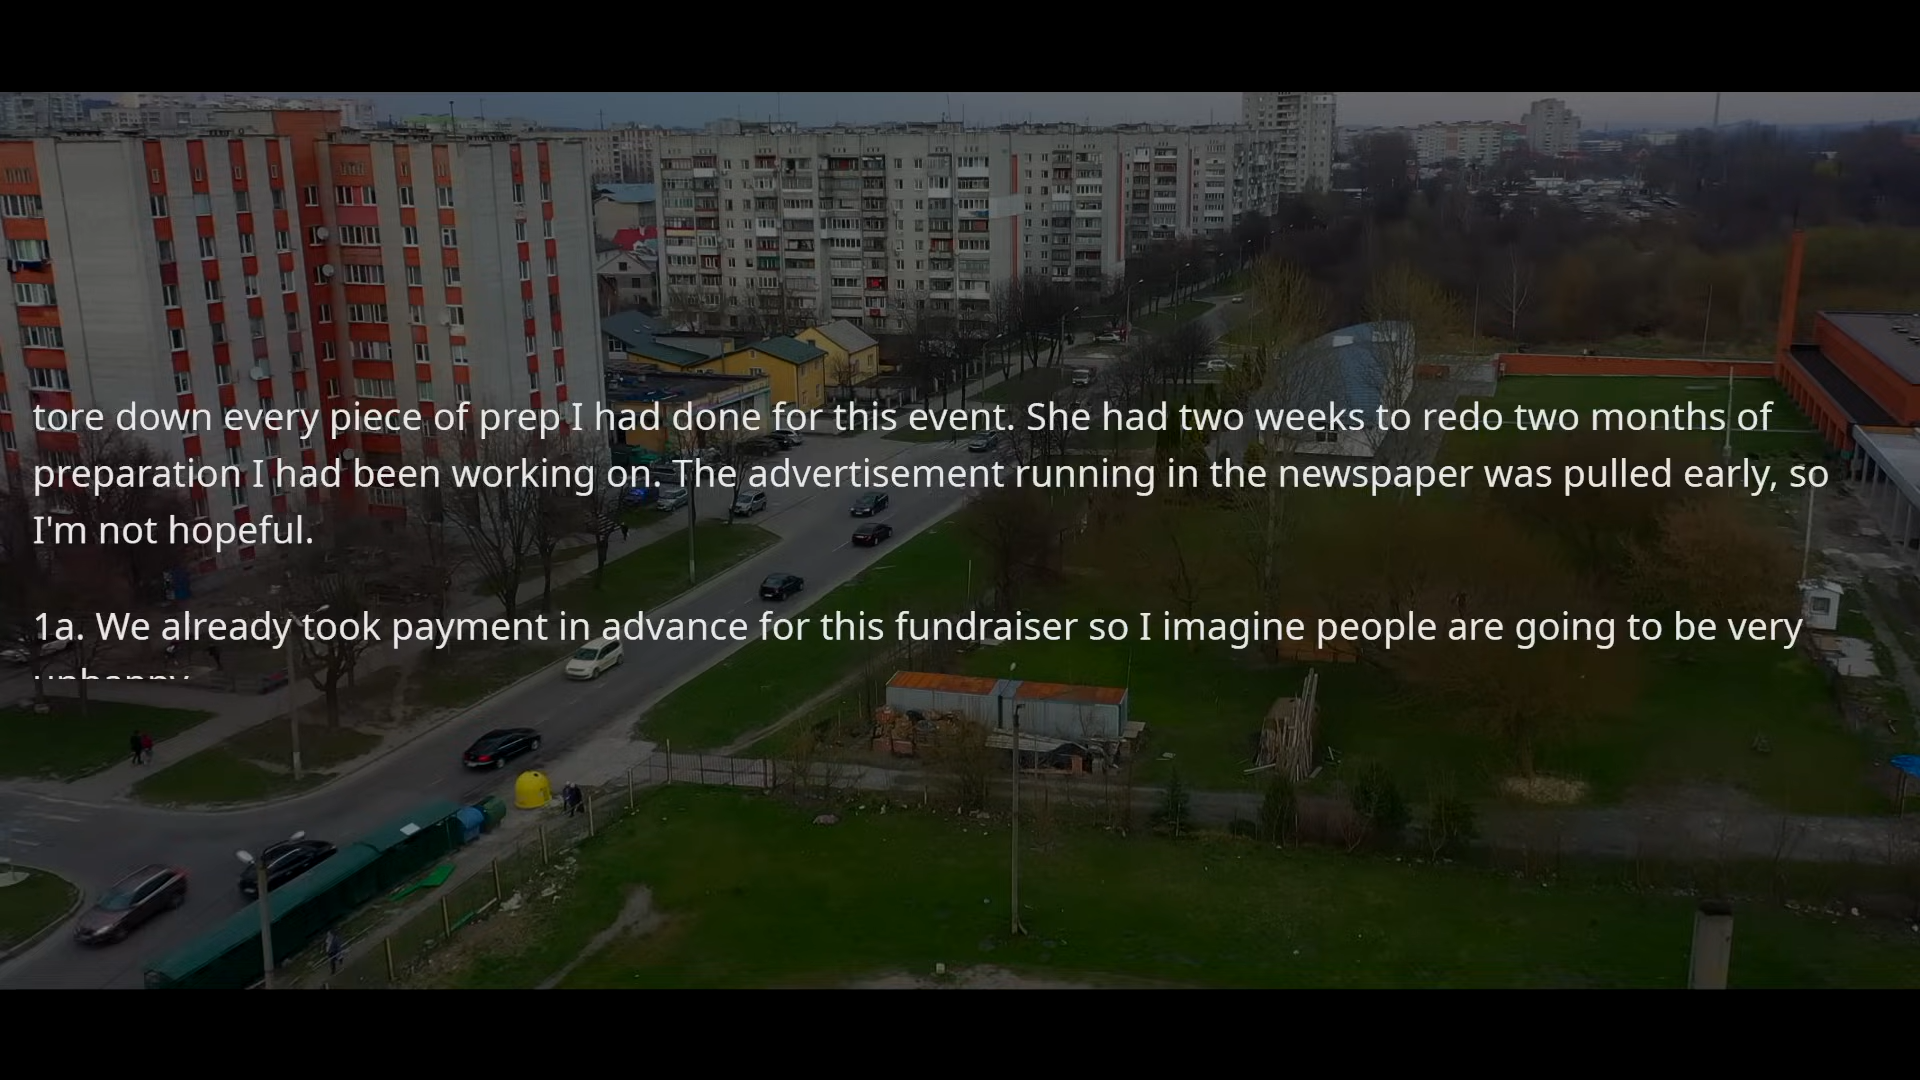 tore down every piece of prep I had done for this event. She had two weeks to redo two months of
preparation I had been working on. The advertisement running in the newspaper was pulled early, so
I'm not hopeful.
1a. We already took payment in advance for this fundraiser so I imagine people are going to be very